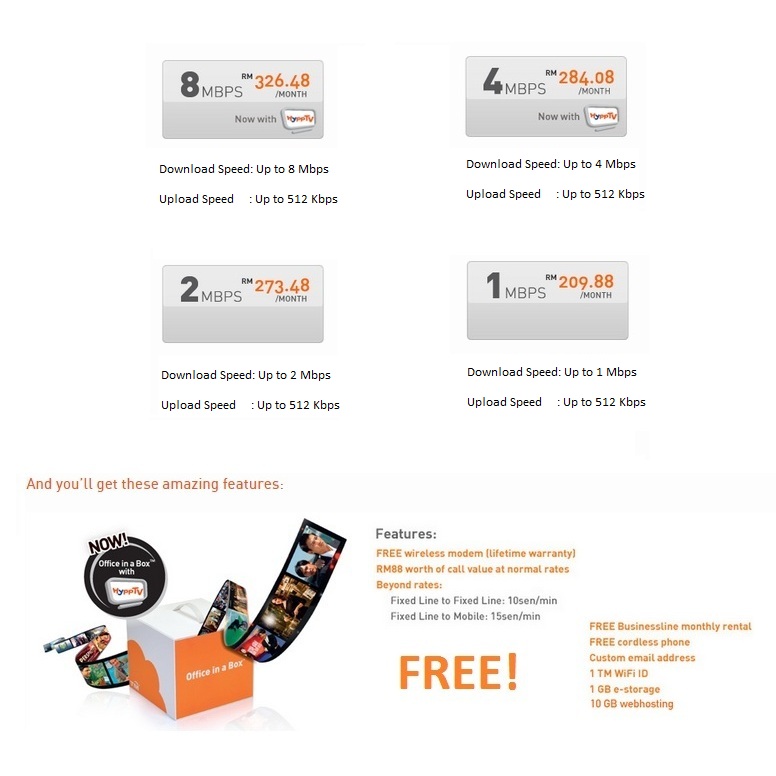 8 MBPS RM 326.48 /MONTH
Now with HyppTV
Download Speed: Up to 8 Mbps
Upload Speed : Up to 512 Kbps
4 MBPS RM 284.08 /MONTH
Now with HyppTV
Download Speed: Up to 4 Mbps
Upload Speed : Up to 512 Kbps
2 MBPS RM 273.48 /MONTH
Download Speed: Up to 2 Mbps
Upload Speed : Up to 512 Kbps
1 MBPS RM 209.88 /MONTH
Download Speed: Up to 1 Mbps
Upload Speed : Up to 512 Kbps
And you'll get these amazing features:
NOW!
Office in a Box™
with
HyppTV
Office in a Box™
Features:
FREE wireless modem (lifetime warranty)
RM88 worth of call value at normal rates
Beyond rates:
Fixed Line to Fixed Line: 10sen/min
Fixed Line to Mobile: 15sen/min
FREE!
FREE Businessline monthly rental
FREE cordless phone
Custom email address
1 TM WiFi ID
1 GB e-storage
10 GB webhosting